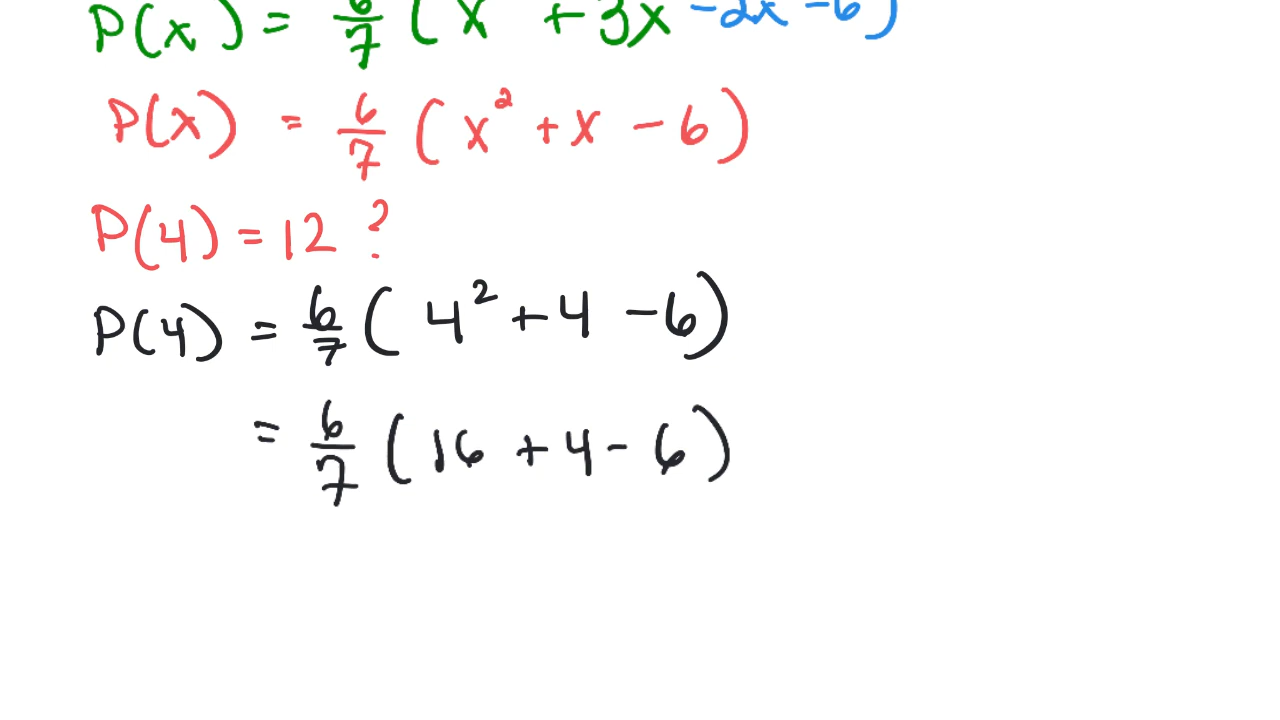 P(x) = 6/7 (x + 3x - 2x - 6)
P(x) = 6/7 (x² + x - 6)
P(4) = 12 ?
P(4) = 6/7 (4² + 4 - 6)
= 6/7 (16 + 4 - 6)